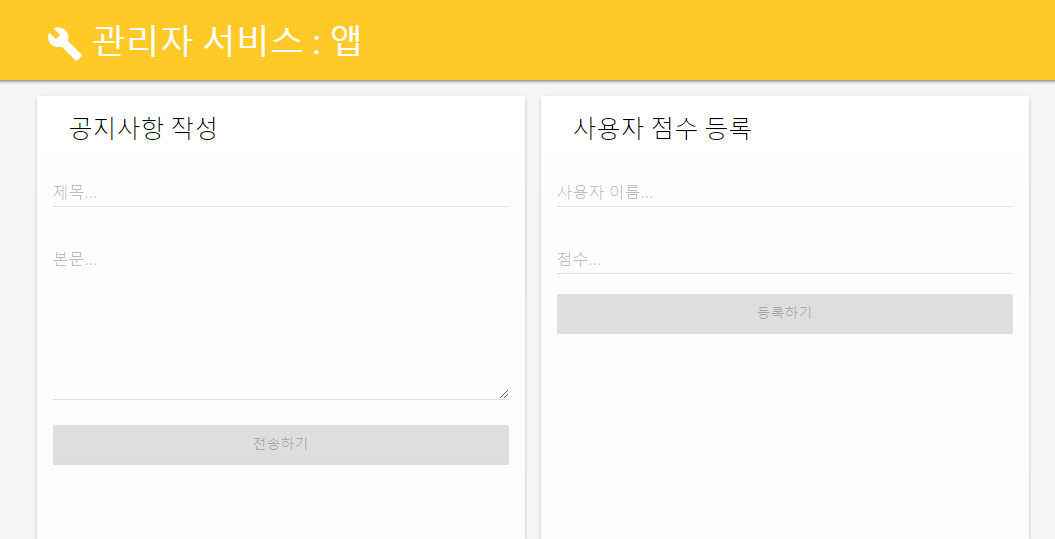 관리자 서비스 : 앱
공지사항 작성
제목...
본문...
전송하기
사용자 점수 등록
사용자 이름...
점수...
등록하기